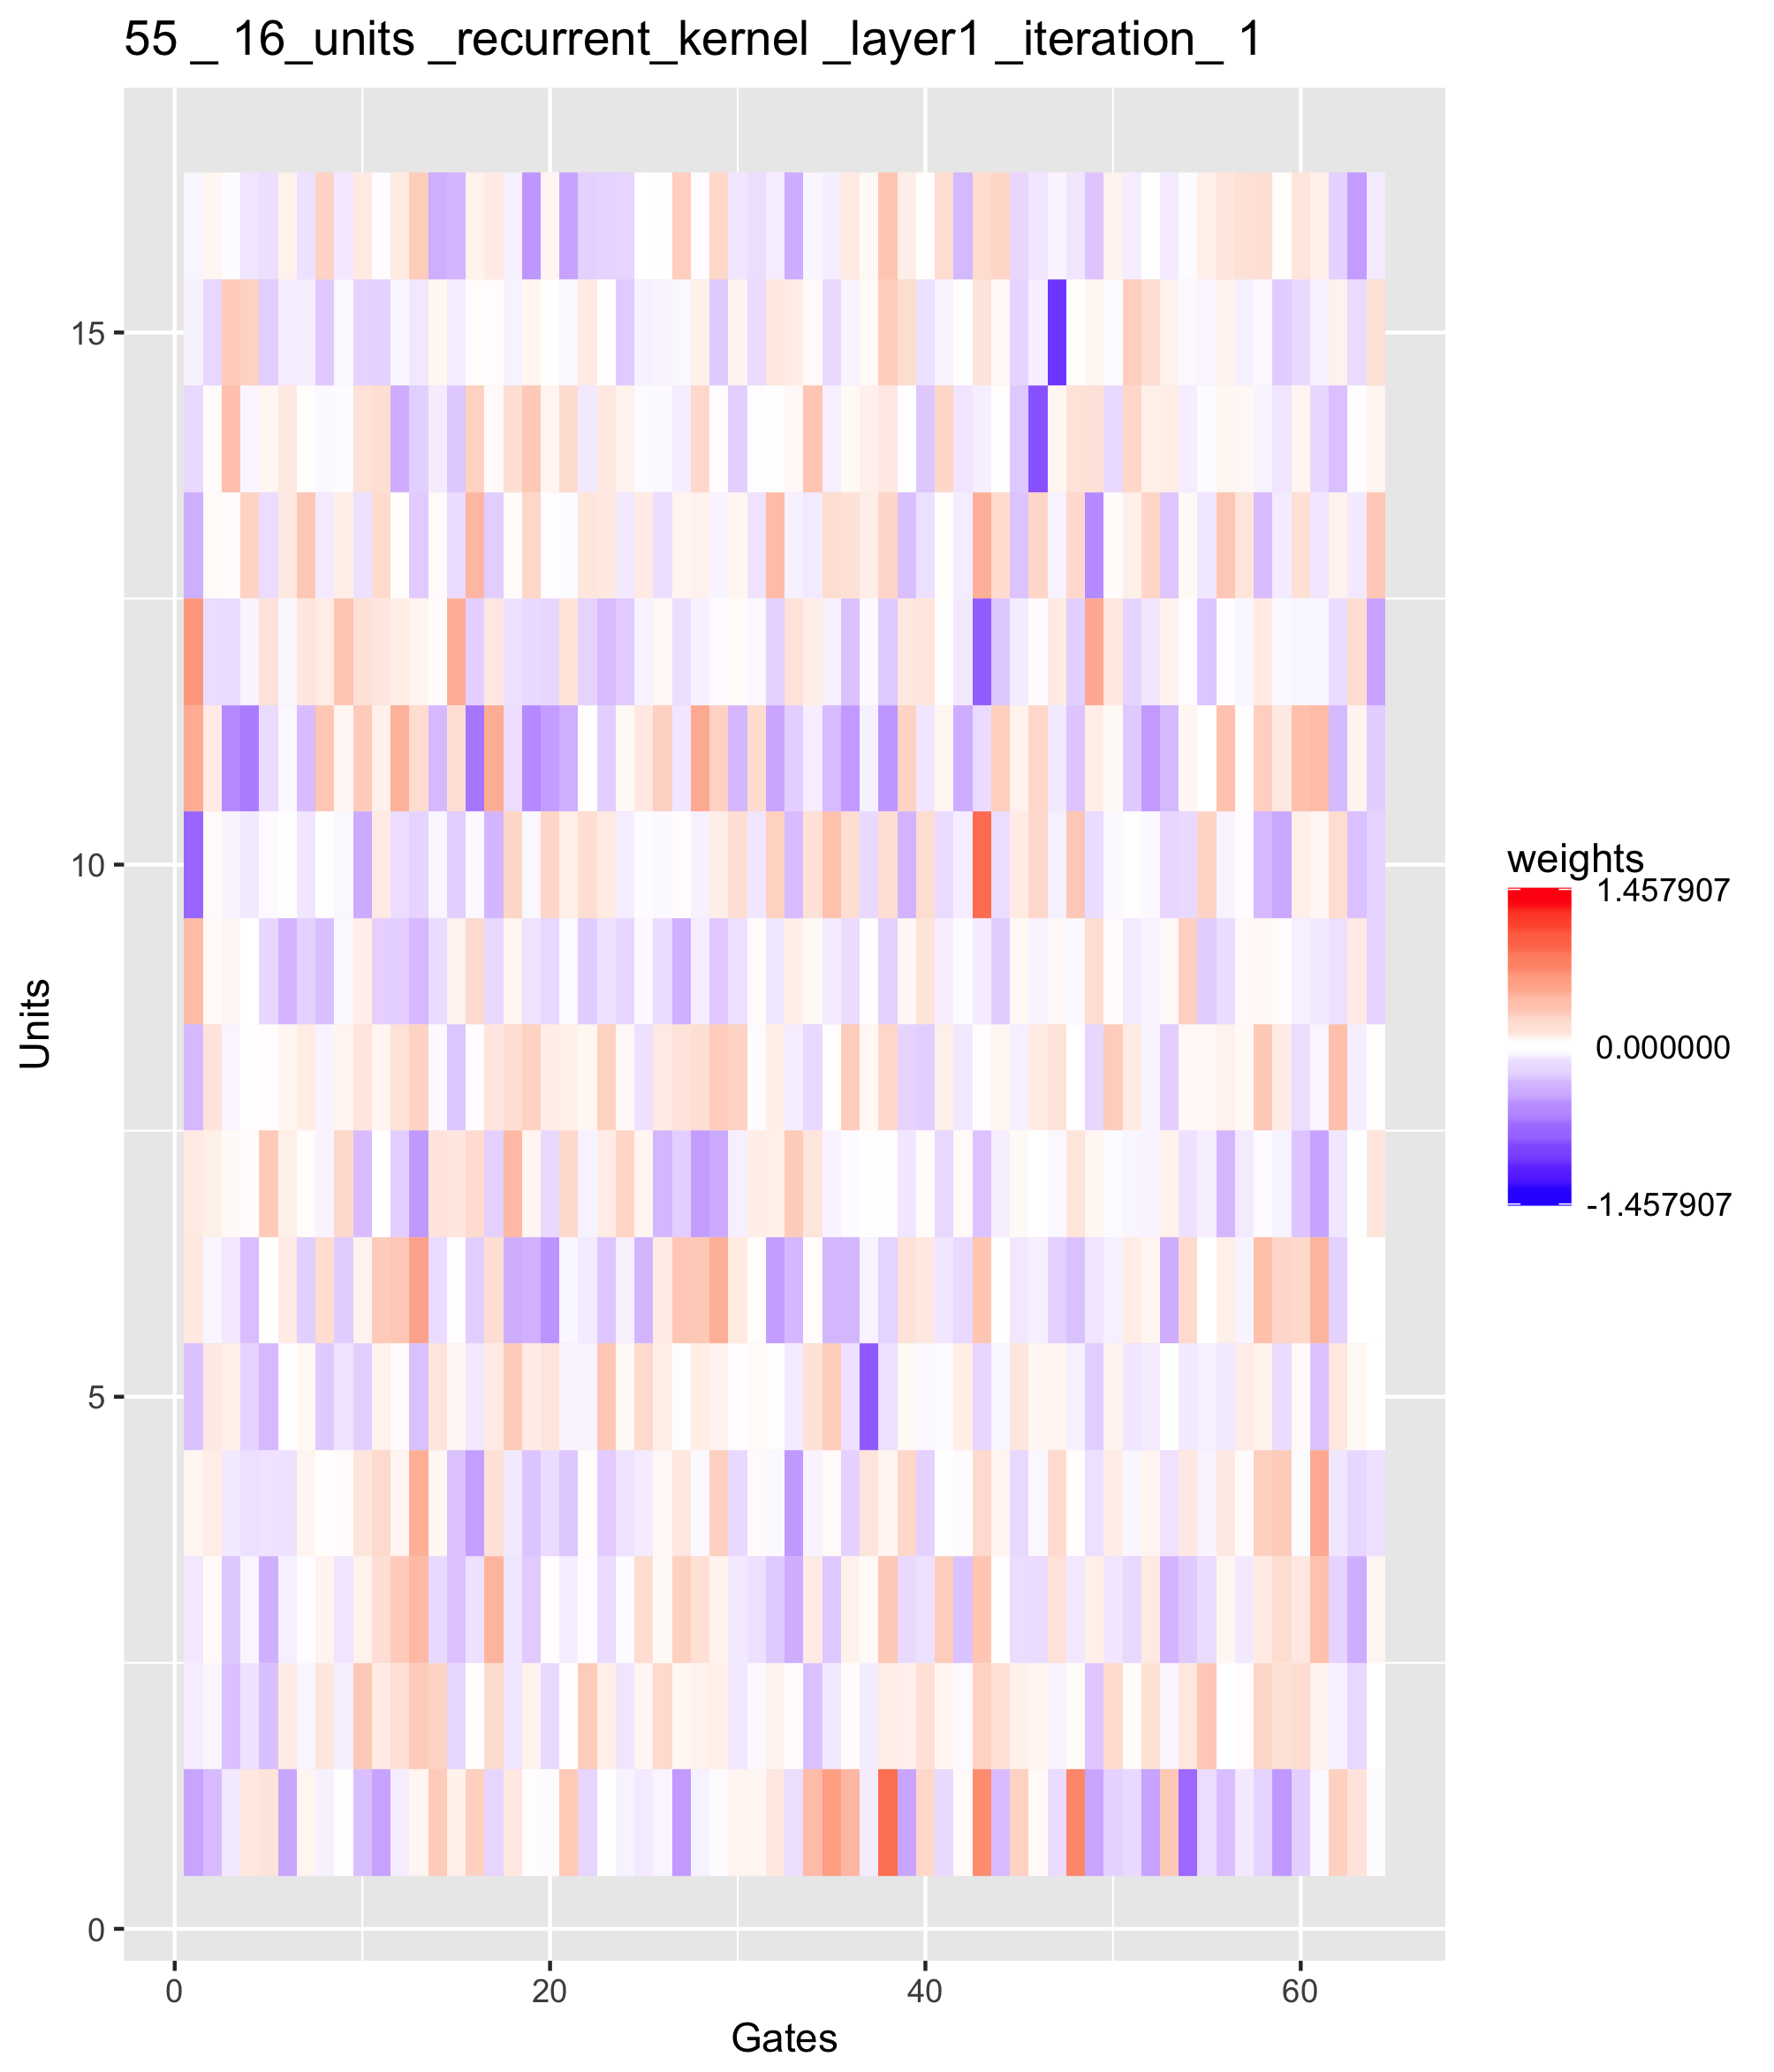 55 _ 16_units _recurrent_kernel _layer1 _iteration_ 1
15
10
5
0
Units
0 20 40 60
Gates
weights
1.457907
0.000000
-1.457907